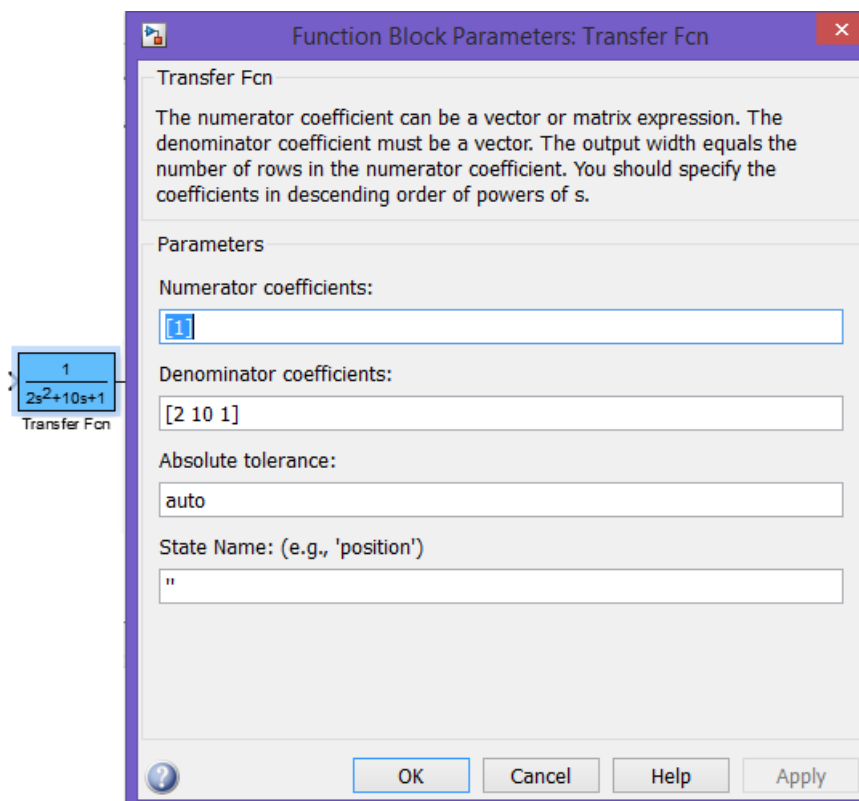 Function Block Parameters: Transfer Fcn
Transfer Fcn
The numerator coefficient can be a vector or matrix expression. The
denominator coefficient must be a vector. The output width equals the
number of rows in the numerator coefficient. You should specify the
coefficients in descending order of powers of s.
Parameters
Numerator coefficients:
[1]
Denominator coefficients:
[2 10 1]
Absolute tolerance:
auto
State Name: (e.g., 'position')
''
OK Cancel Help Apply
1
2s²+10s+1
Transfer Fcn